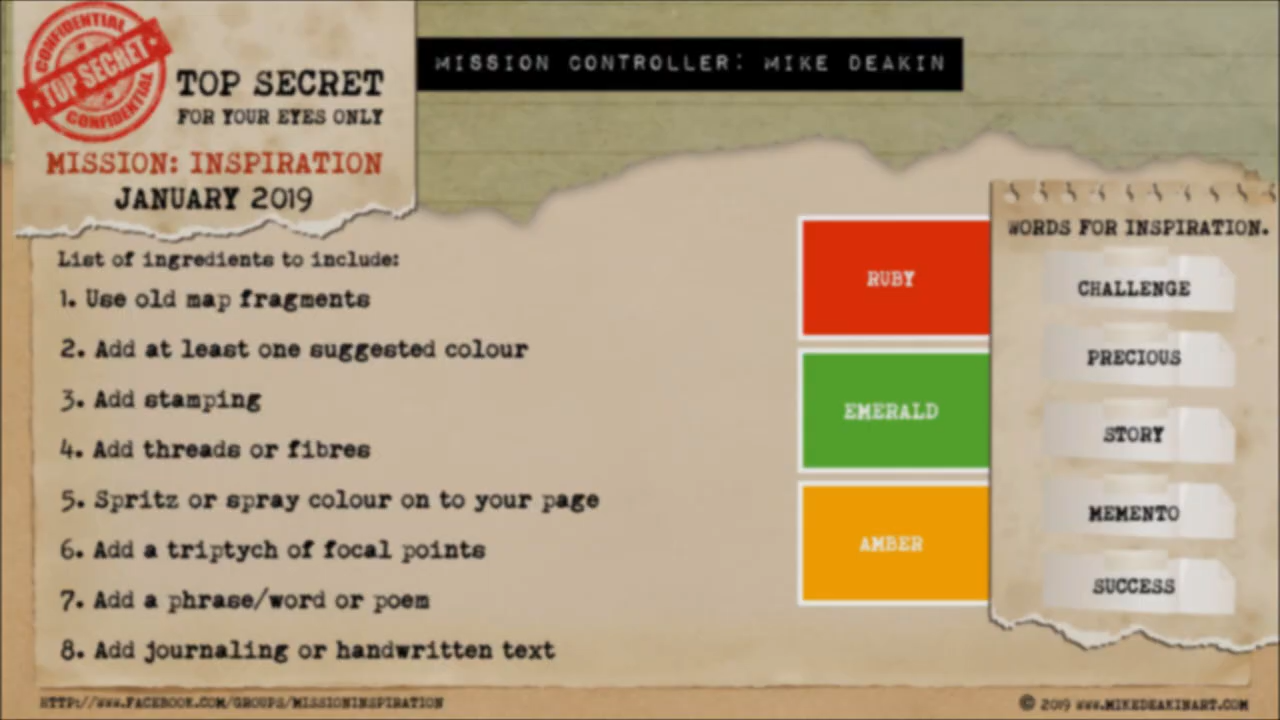 CONFIDENTIAL
TOP SECRET
CONFIDENTIAL
TOP SECRET
FOR YOUR EYES ONLY
MISSION: INSPIRATION
JANUARY 2019
MISSION CONTROLLER: MIKE DEAKIN
List of ingredients to include:
1. Use old map fragments
2. Add at least one suggested colour
3. Add stamping
4. Add threads or fibres
5. Spritz or spray colour on to your page
6. Add a triptych of focal points
7. Add a phrase/word or poem
8. Add journaling or handwritten text
RUBY
EMERALD
AMBER
WORDS FOR INSPIRATION.
CHALLENGE
PRECIOUS
STORY
MEMENTO
SUCCESS
HTTP://WWW.FACEBOOK.COM/GROUPS/MISSIONINSPIRATION
© 2019 WWW.MIKEDEAKINART.COM